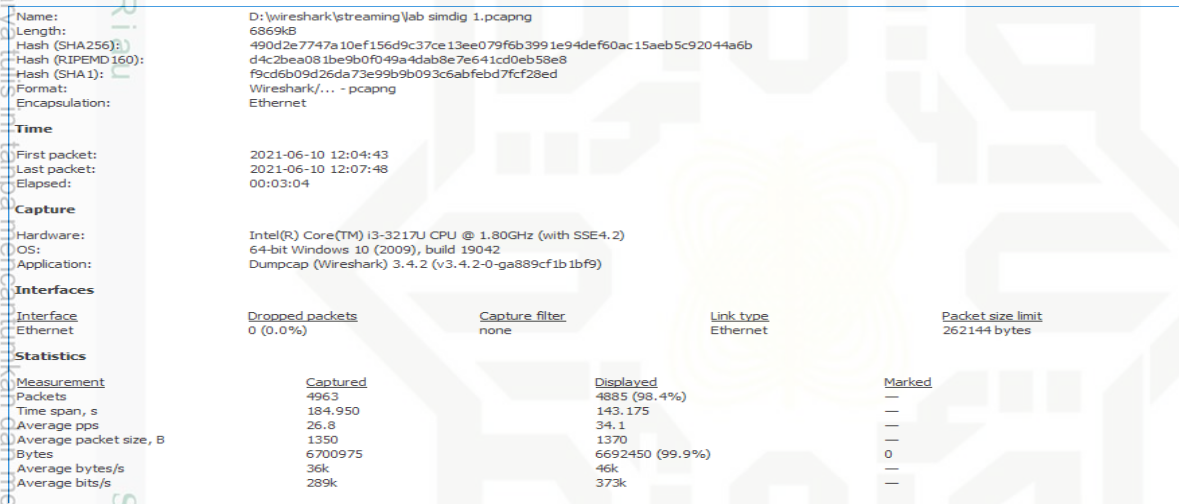 Name: D:\wireshark\streaming\lab simdig 1.pcapng
Length: 6869kB
Hash (SHA256): 490d2e7747a10ef156d9c37ce13ee079f6b3991e94def60ac15aeb5c92044a6b
Hash (RIPEMD160): d4c2bea081be9b0f049a4dab8e7e641cd0eb58e8
Hash (SHA1): f9cd6b09d26da73e99b9b093c6abfebd7fcf28ed
Format: Wireshark/... - pcapng
Encapsulation: Ethernet
Time
First packet: 2021-06-10 12:04:43
Last packet: 2021-06-10 12:07:48
Elapsed: 00:03:04
Capture
Hardware: Intel(R) Core(TM) i3-3217U CPU @ 1.80GHz (with SSE4.2)
OS: 64-bit Windows 10 (2009), build 19042
Application: Dumpcap (Wireshark) 3.4.2 (v3.4.2-0-ga889cf1b1bf9)
Interfaces
Interface Dropped packets Capture filter Link type Packet size limit
Ethernet 0 (0.0%) none Ethernet 262144 bytes
Statistics
Measurement Captured Displayed Marked
Packets 4963 4885 (98.4%) —
Time span, s 184.950 143.175 —
Average pps 26.8 34.1 —
Average packet size, B 1350 1370 —
Bytes 6700975 6692450 (99.9%) 0
Average bytes/s 36k 46k —
Average bits/s 289k 373k —
Riau
tulis ini tanpa mencantumkan dan